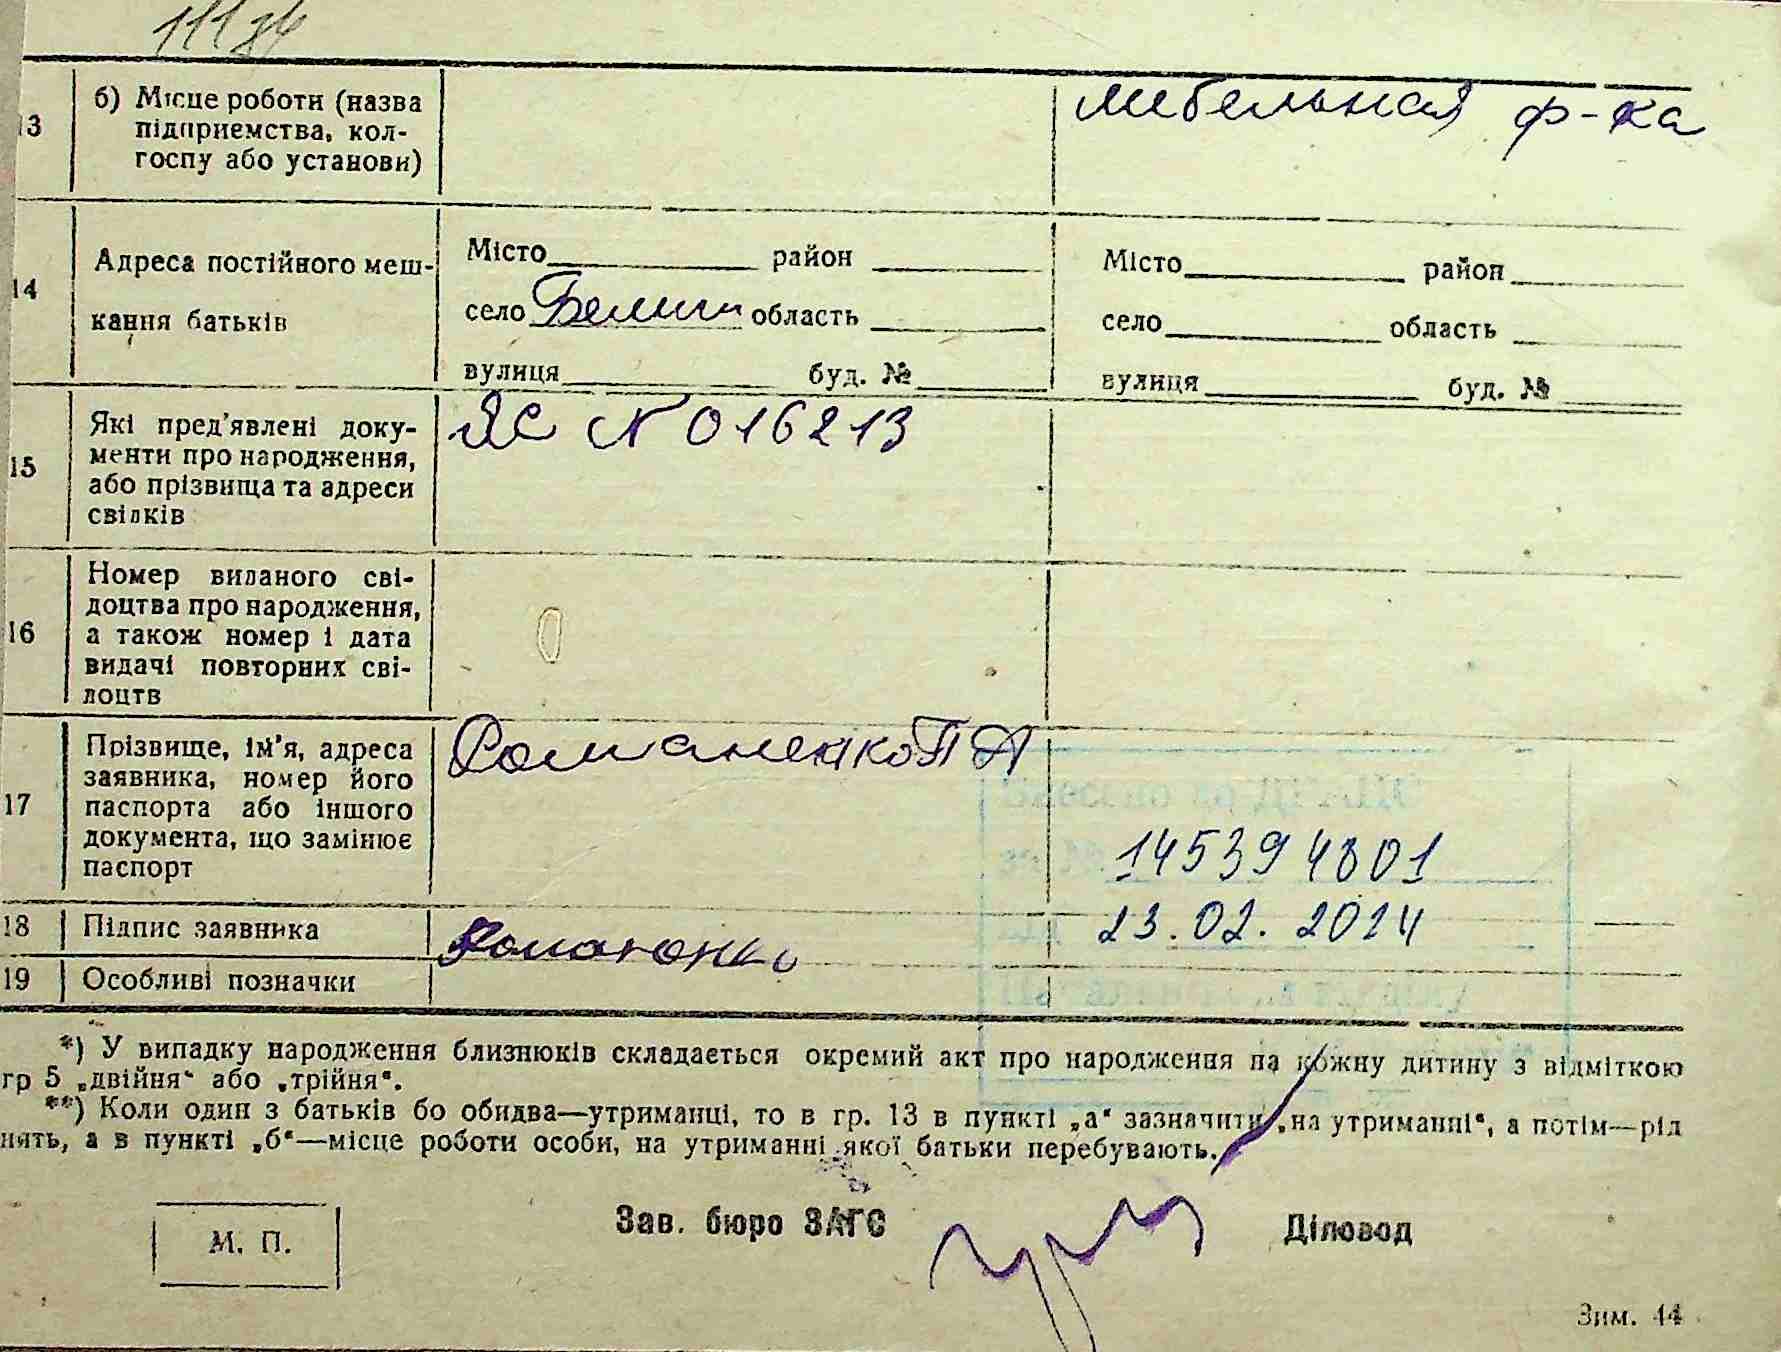 13 б) Місце роботи (назва
підприємства, кол-
госпу або установи)
мебельная ф-ка
14 Адреса постійного меш-
кання батьків
Місто район
село область
вулиця буд. №
Місто район
село область
вулиця буд. №
15 Які пред'явлені доку-
менти про народження,
або прізвища та адреси
свідків
ЯС N 016213
16 Номер виданого сві-
доцтва про народження,
а також номер і дата
видачі повторних сві-
доцтв
17 Прізвище, ім'я, адреса
заявника, номер його
паспорта або іншого
документа, що замінює
паспорт
Романенко П А
Внесено до ДРАЦС
за № 145394801
23.02.2024
18 Підпис заявника
Романенко
19 Особливі позначки
*) У випадку народження близнюків складається окремий акт про народження на кожну дитину з відміткою
гр 5 „двійня“ або „трійня“.
**) Коли один з батьків бо обидва—утриманці, то в гр. 13 в пункті „а“ зазначити „на утриманні“, а потім—рід
нять, а в пункті „б“—місце роботи особи, на утриманні якої батьки перебувають.
М. П.
Зав. бюро ЗАГС
Діловод
Зим. 44